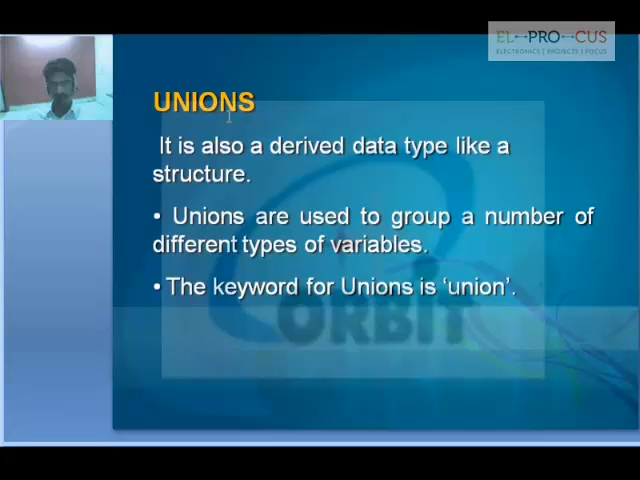 EL--PRO--CUS
ELECTRONICS | PROJECTS | FOCUS
UNIONS
It is also a derived data type like a
structure.
• Unions are used to group a number of
different types of variables.
• The keyword for Unions is ‘union’.
ORBIT